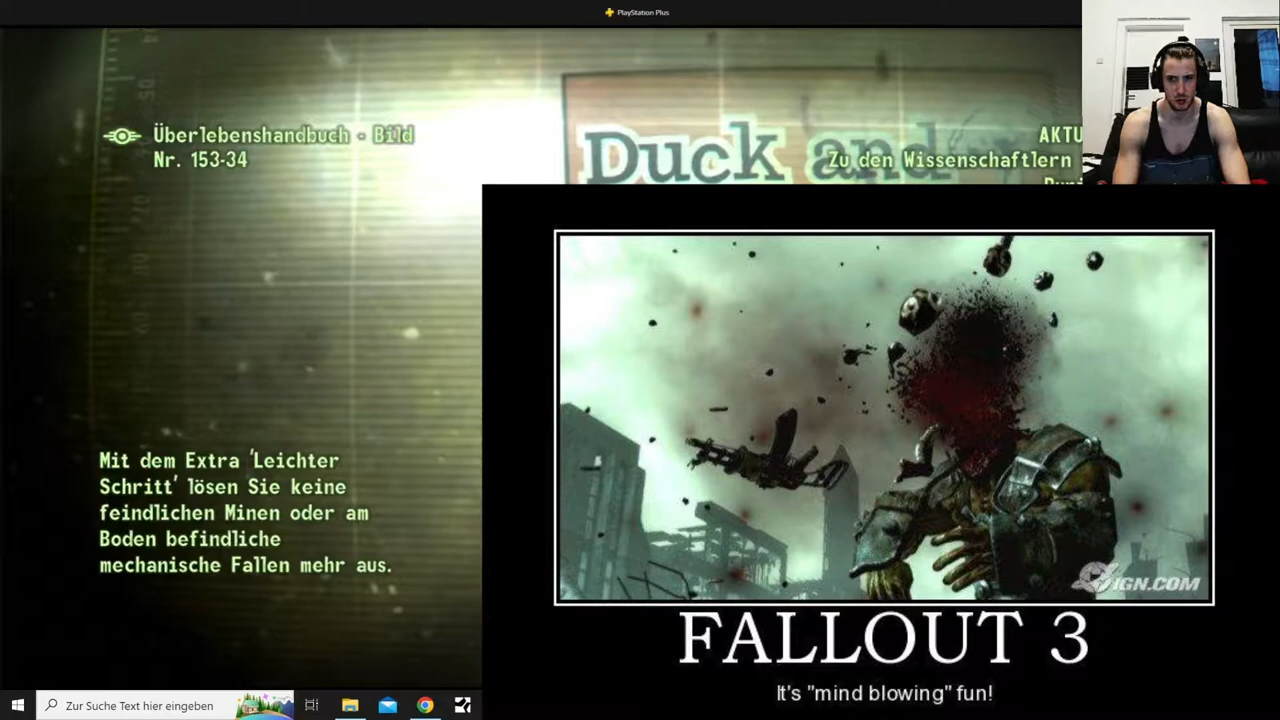 PlayStation Plus
Überlebenshandbuch - Bild
Nr. 153-34
Duck and
AKTU
Zu den Wissenschaftlern
Mit dem Extra 'Leichter
Schritt' lösen Sie keine
feindlichen Minen oder am
Boden befindliche
mechanische Fallen mehr aus.
IGN.COM
FALLOUT 3
It's "mind blowing" fun!
Zur Suche Text hier eingeben